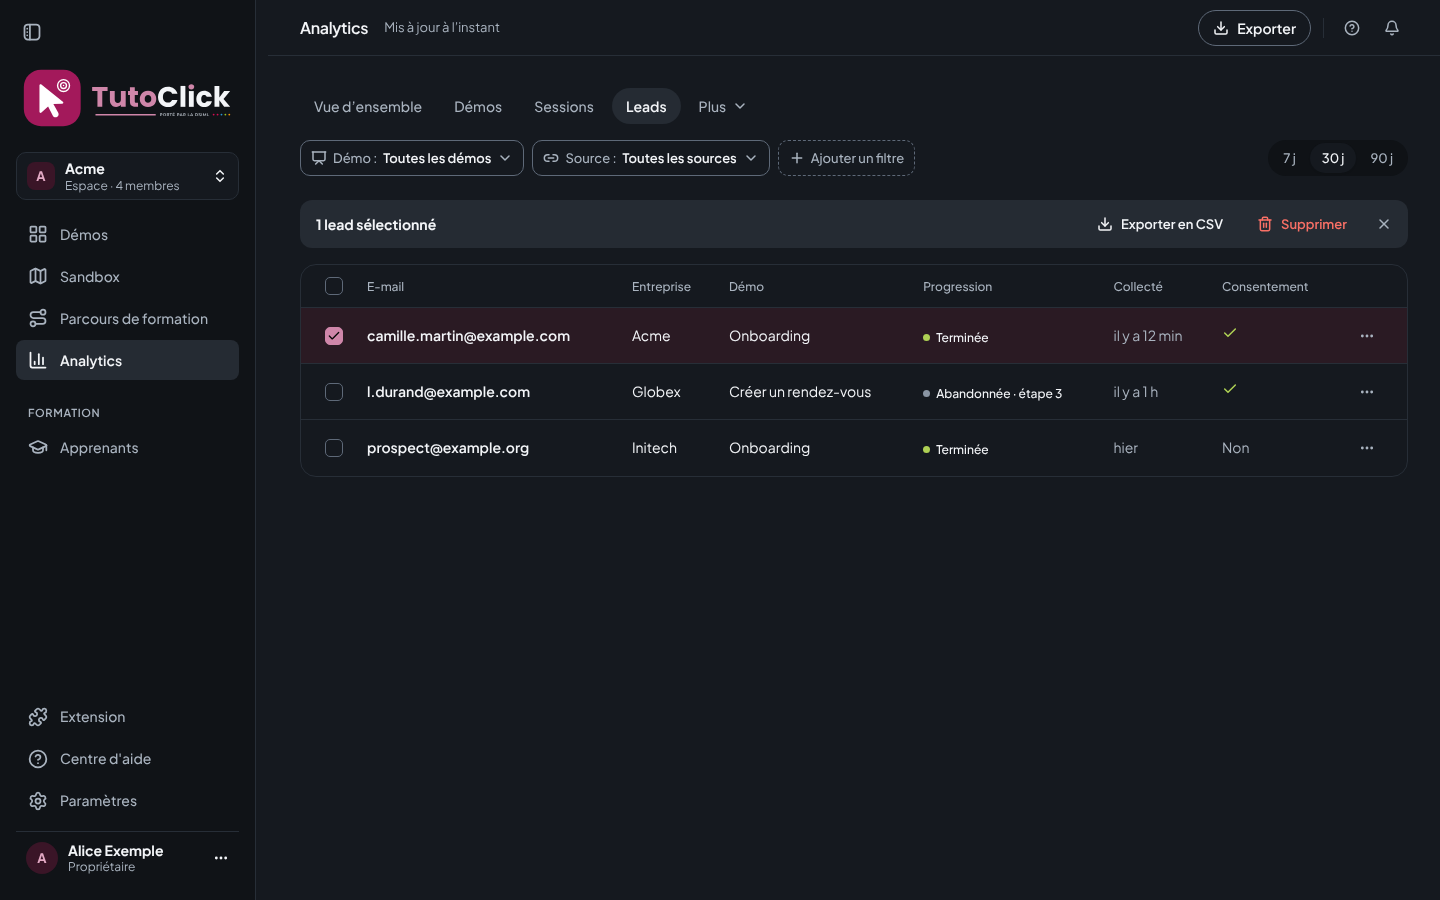 Analytics
Mis à jour à l'instant
Exporter
TutoClick
PORTÉ PAR LA DSIML
Acme
Espace · 4 membres
A
Démos
Sandbox
Parcours de formation
Analytics
FORMATION
Apprenants
Extension
Centre d'aide
Paramètres
A
Alice Exemple
Propriétaire
Vue d'ensemble
Démos
Sessions
Leads
Plus
Démo : Toutes les démos
Source : Toutes les sources
Ajouter un filtre
7 j
30 j
90 j
1 lead sélectionné
Exporter en CSV
Supprimer
E-mail Entreprise Démo Progression Collecté Consentement
camille.martin@example.com Acme Onboarding Terminée il y a 12 min
l.durand@example.com Globex Créer un rendez-vous Abandonnée · étape 3 il y a 1 h
prospect@example.org Initech Onboarding Terminée hier Non